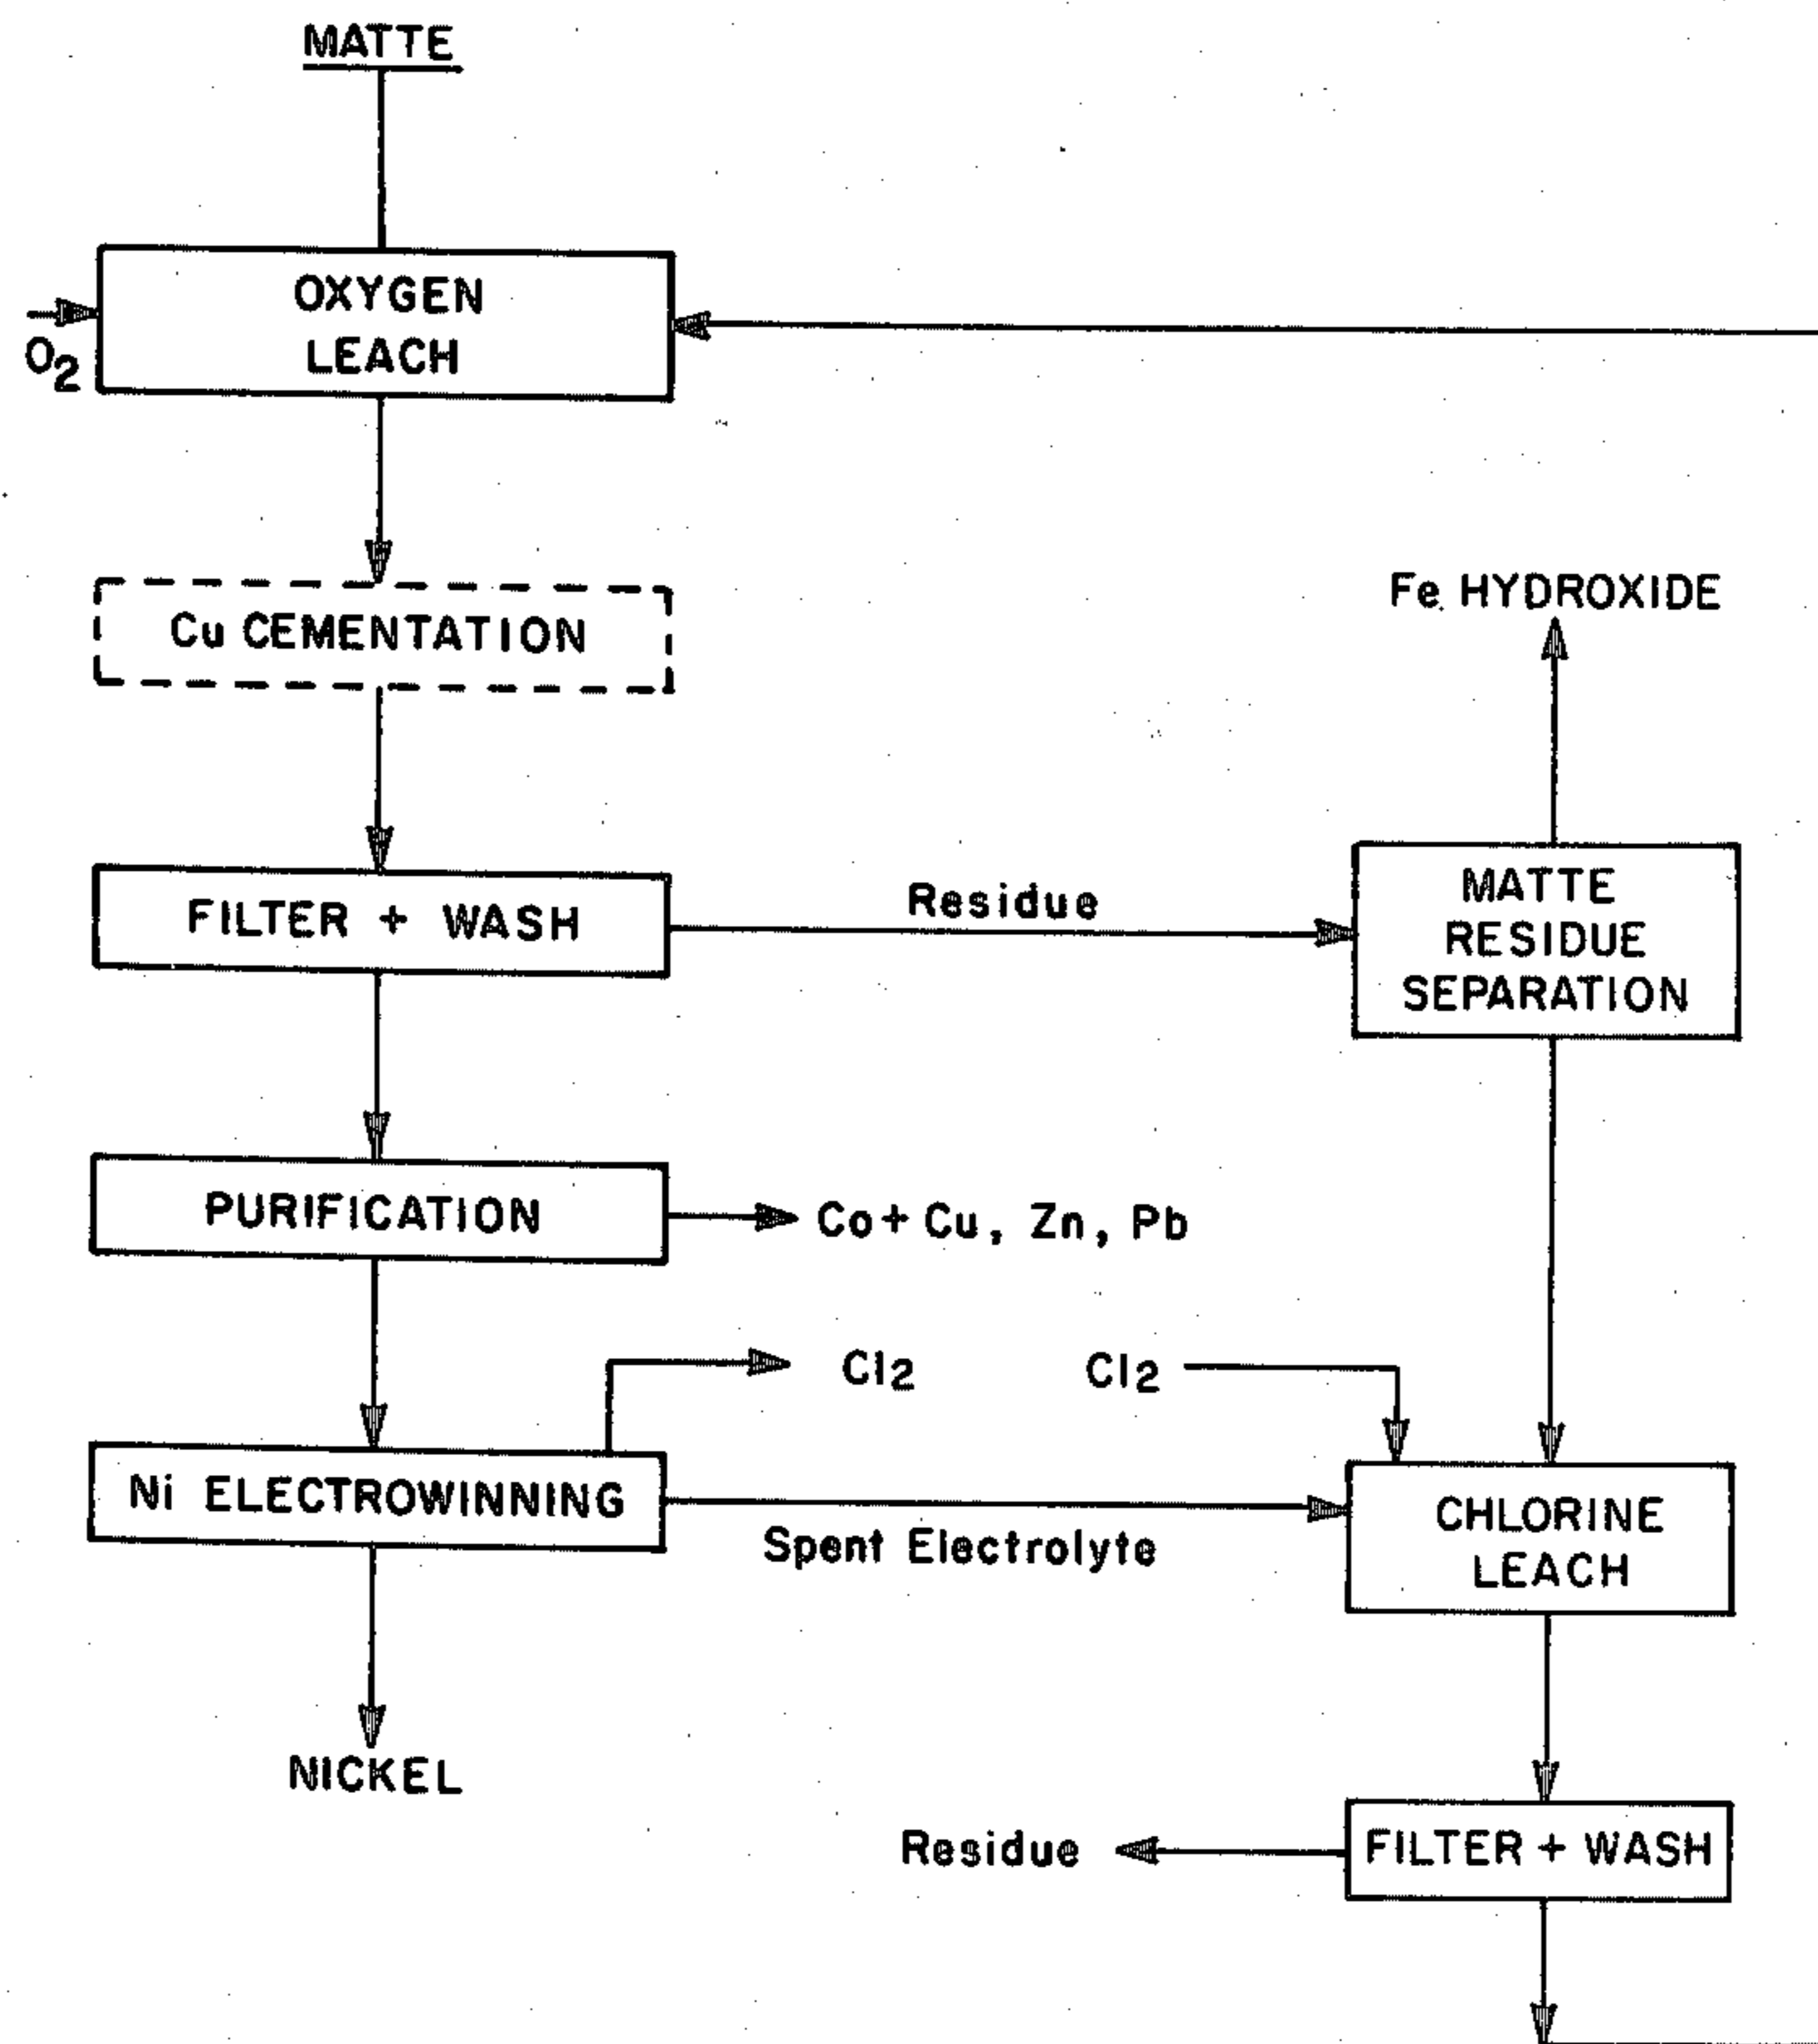 MATTE
OXYGEN
LEACH
O2
Cu CEMENTATION
Fe HYDROXIDE
FILTER + WASH
Residue
MATTE
RESIDUE
SEPARATION
PURIFICATION
Co + Cu, Zn, Pb
Cl2
Cl2
Ni ELECTROWINNING
Spent Electrolyte
CHLORINE
LEACH
NICKEL
Residue
FILTER + WASH